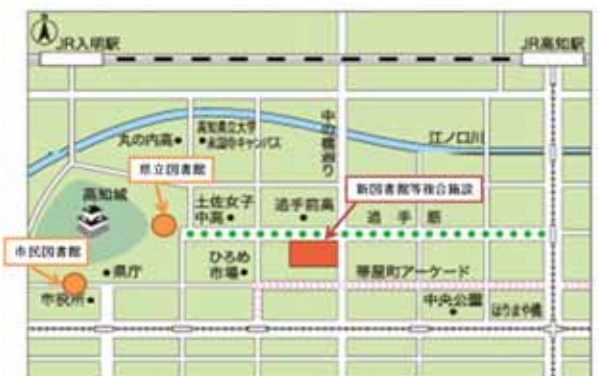 JR入明駅
JR高知駅
丸の内高
高知県立大学
永国寺キャンパス
中の橋通り
江ノ口川
県立図書館
新図書館等複合施設
高知城
土佐女子
中高
追手前高
追手筋
市民図書館
県庁
ひろめ
市場
帯屋町アーケード
市役所
中央公園
はりまや橋